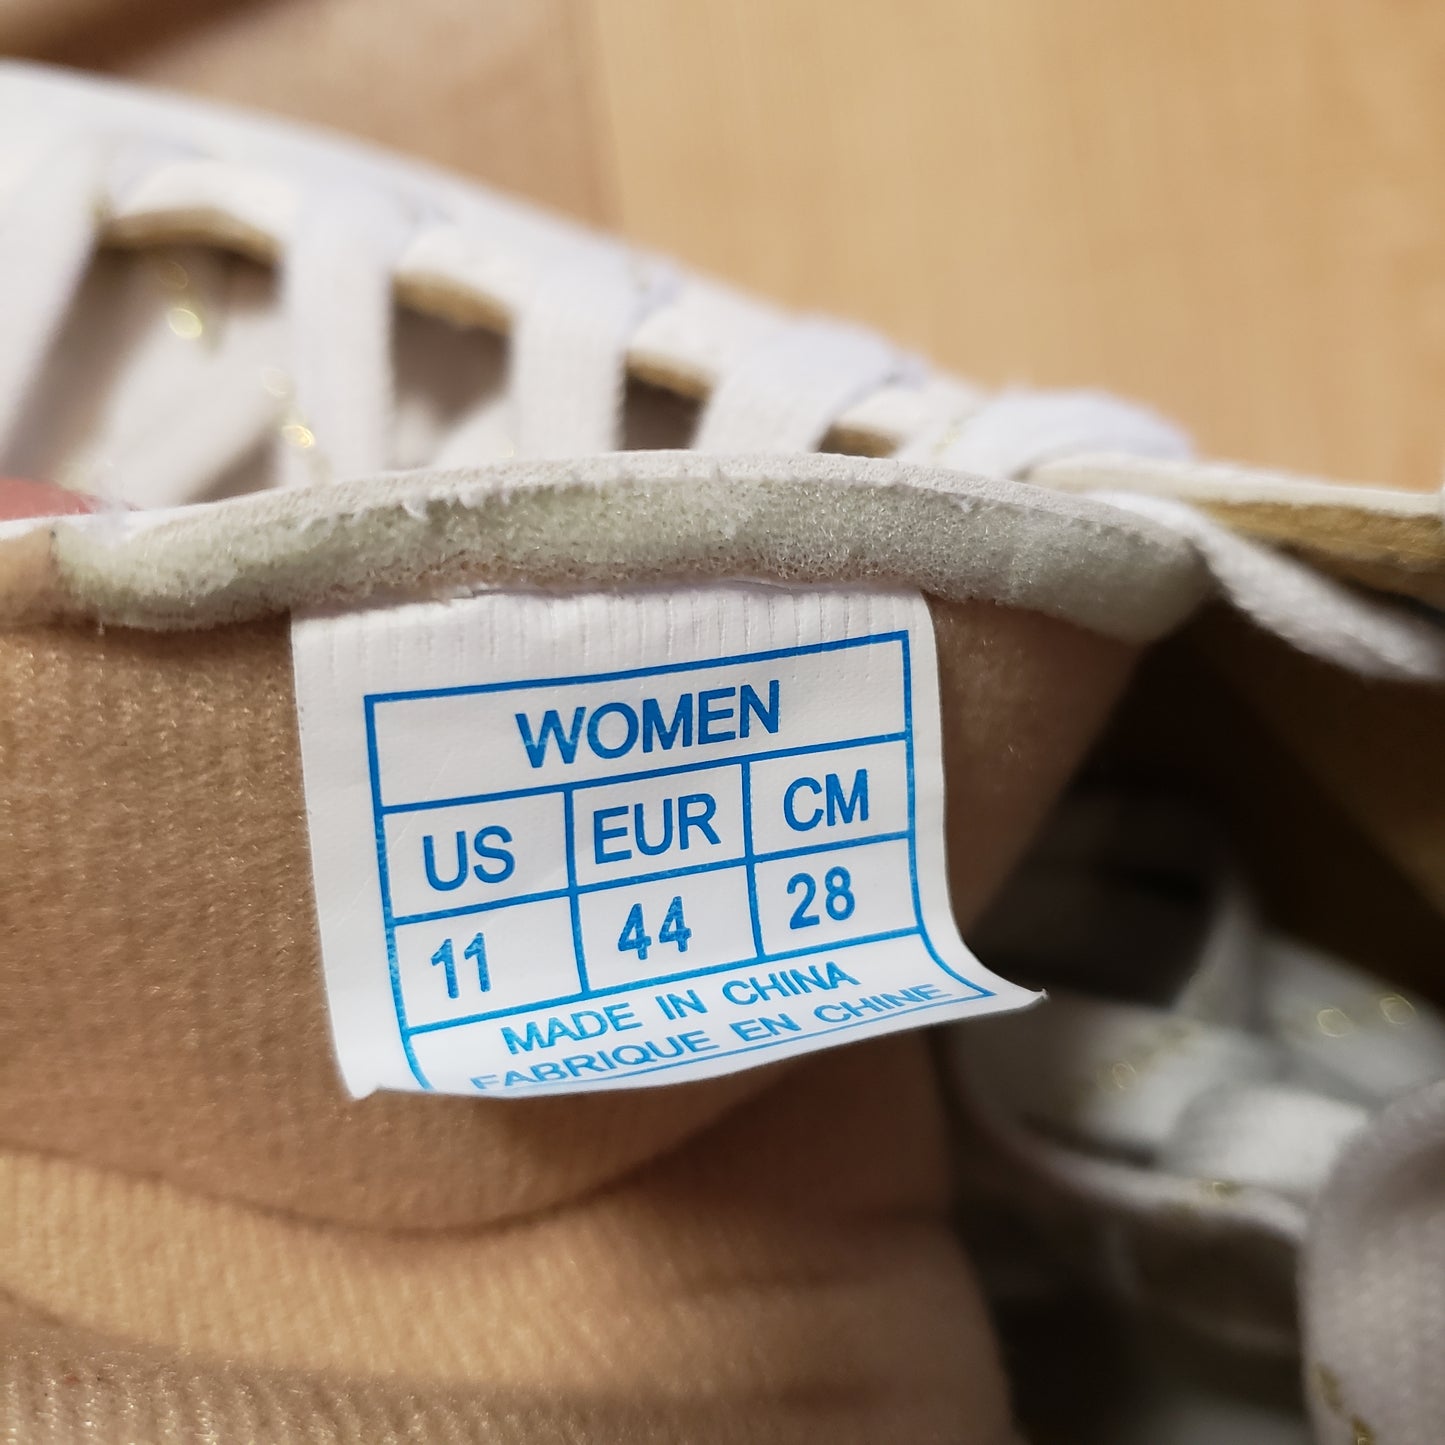 WOMEN
US EUR CM
11 44 28
MADE IN CHINA
FABRIQUE EN CHINE